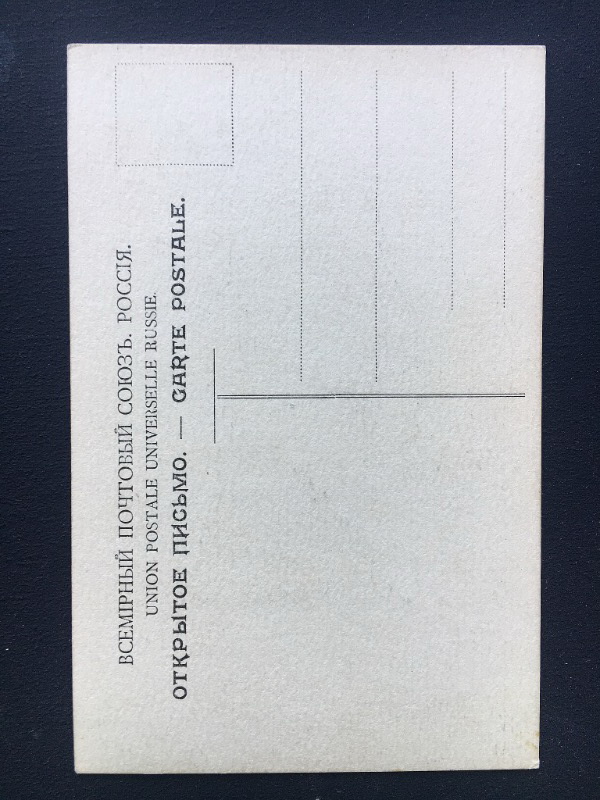 ВСЕМІРНЫЙ ПОЧТОВЫЙ СОЮЗЪ. РОССІЯ.
UNION POSTALE UNIVERSELLE RUSSIE.
ОТКРЫТОЕ ПИСЬМО. — CARTE POSTALE.